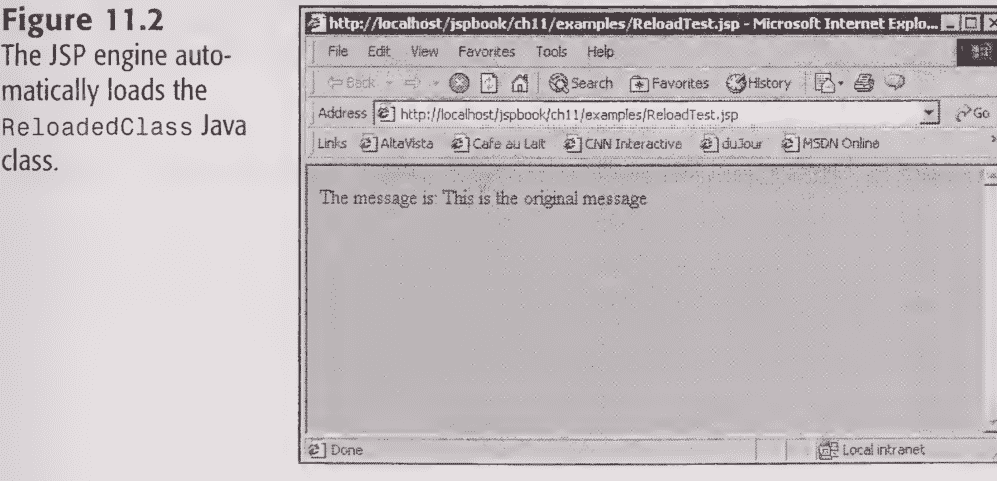 Figure 11.2
The JSP engine auto-
matically loads the
ReloadedClass Java
class.
http://localhost/jspbook/ch11/examples/ReloadTest.jsp - Microsoft Internet Explo...
File Edit View Favorites Tools Help
Back Search Favorites History
Address http://localhost/jspbook/ch11/examples/ReloadTest.jsp Go
Links AltaVista Cafe au Lait CNN Interactive duJour MSDN Online
The message is: This is the original message
Done Local intranet